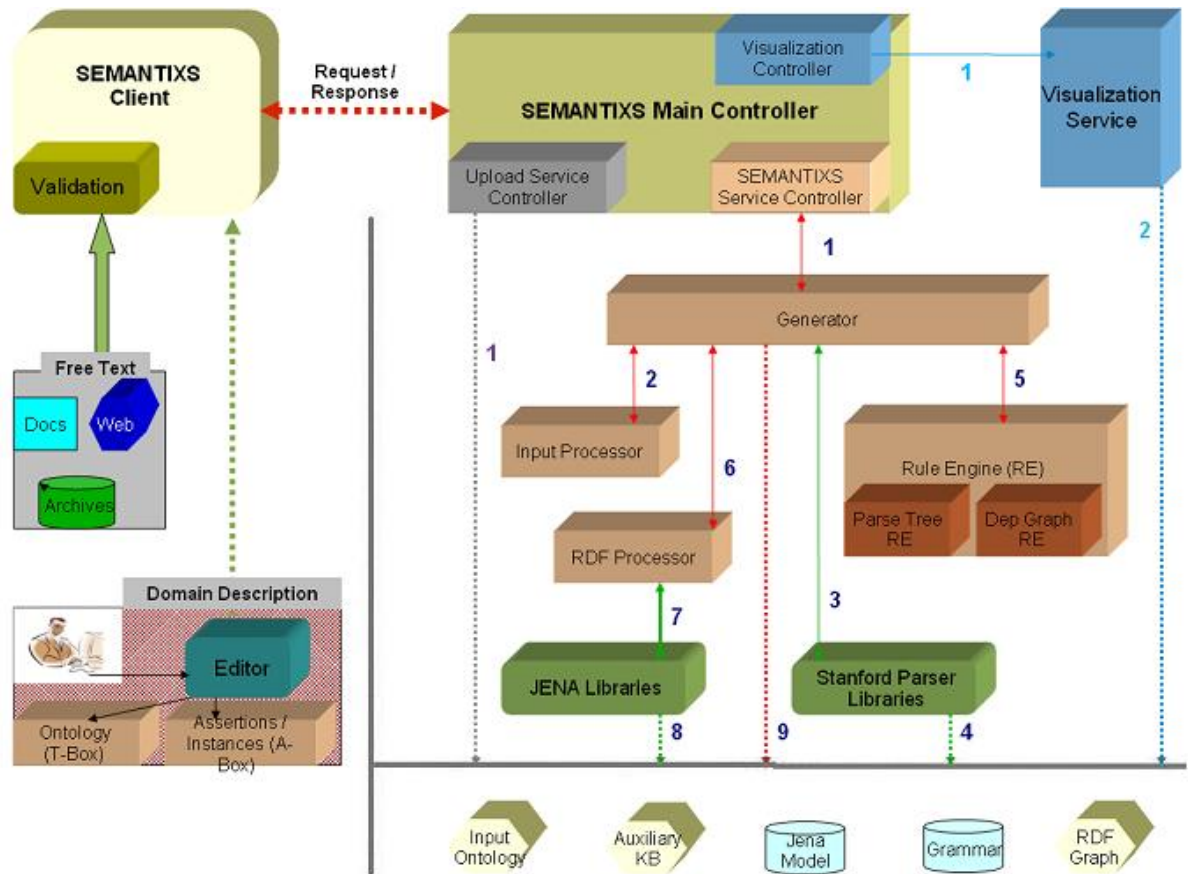 SEMANTIXS
Client
Validation
Request /
Response
Visualization
Controller
SEMANTIXS Main Controller
Upload Service
Controller
SEMANTIXS
Service Controller
1
Visualization
Service
2
1
1
Generator
2
6
3
5
Input Processor
Rule Engine (RE)
Parse Tree
RE
Dep Graph
RE
RDF Processor
7
JENA Libraries
Stanford Parser
Libraries
8
9
4
Free Text
Docs
Web
Archives
Domain Description
Editor
Ontology
(T-Box)
Assertions /
Instances (A-
Box)
Input
Ontology
Auxiliary
KB
Jena
Model
Grammar
RDF
Graph